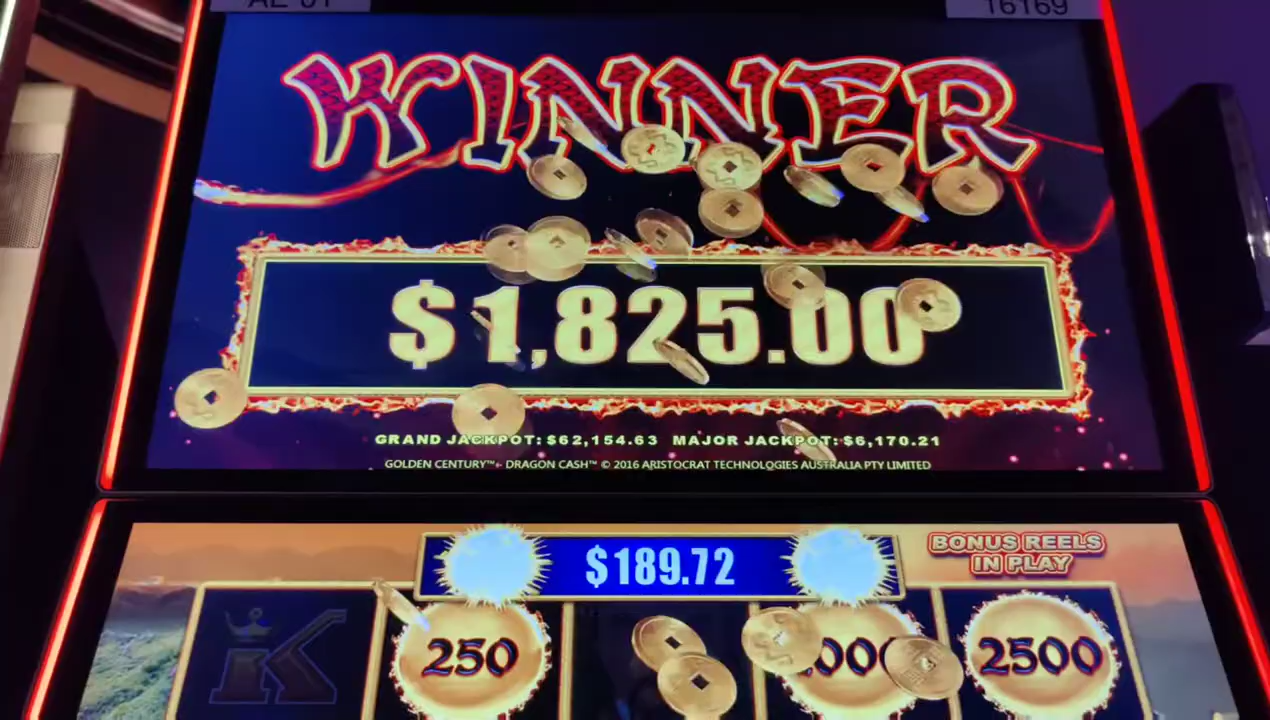 16169
WINNER
$1,825.00
GRAND JACKPOT: $62,154.63 MAJOR JACKPOT: $6,170.21
GOLDEN CENTURY™ - DRAGON CASH™ © 2016 ARISTOCRAT TECHNOLOGIES AUSTRALIA PTY LIMITED
$189.72
BONUS REELS
IN PLAY
K
250
2500